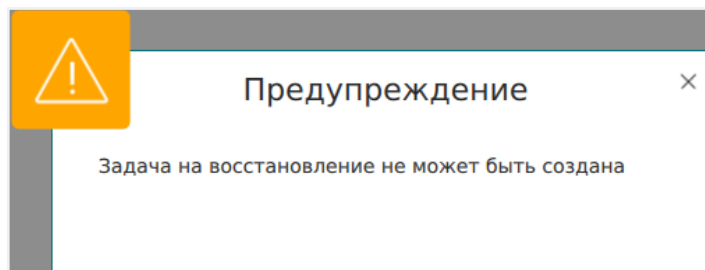 Предупреждение
Задача на восстановление не может быть создана